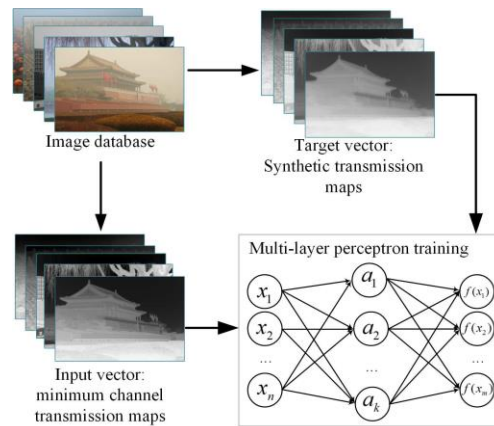 Image database
Target vector:
Synthetic transmission
maps
Input vector:
minimum channel
transmission maps
Multi-layer perceptron training
x₁
x₂
...
xₙ
a₁
a₂
...
aₖ
f(x₁)
f(x₂)
...
f(xₘ)